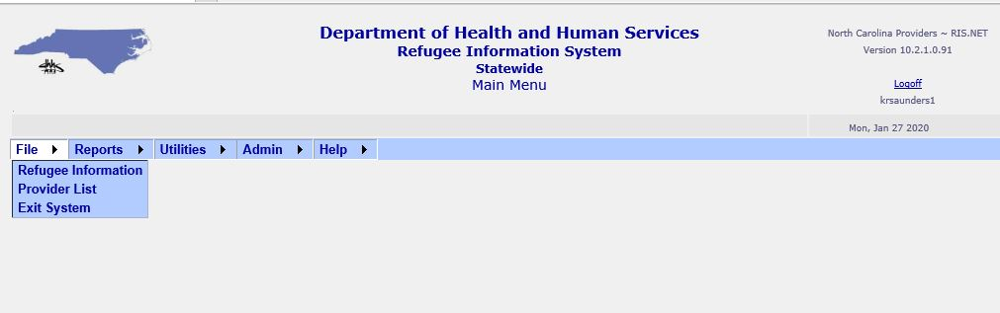 Department of Health and Human Services
Refugee Information System
Statewide
Main Menu
North Carolina Providers ~ RIS.NET
Version 10.2.1.0.91
Logoff
krsaunders1
Mon, Jan 27 2020
File Reports Utilities Admin Help
Refugee Information
Provider List
Exit System